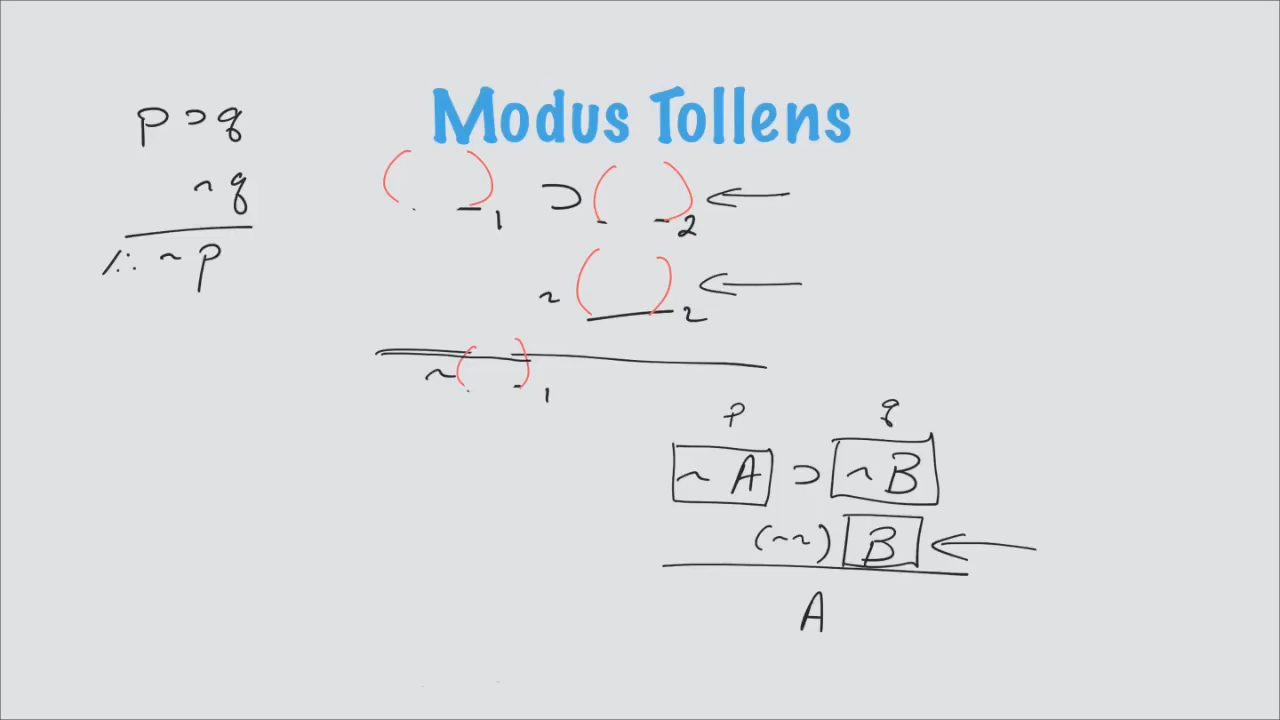 Modus Tollens
p ⊃ q
~ q
/∴ ~ p
( _ )1 ⊃ ( _ )2 ←
~ ( _ )2 ←
~ ( _ )1
p q
~ A ⊃ ~ B
(~~) B ←
A